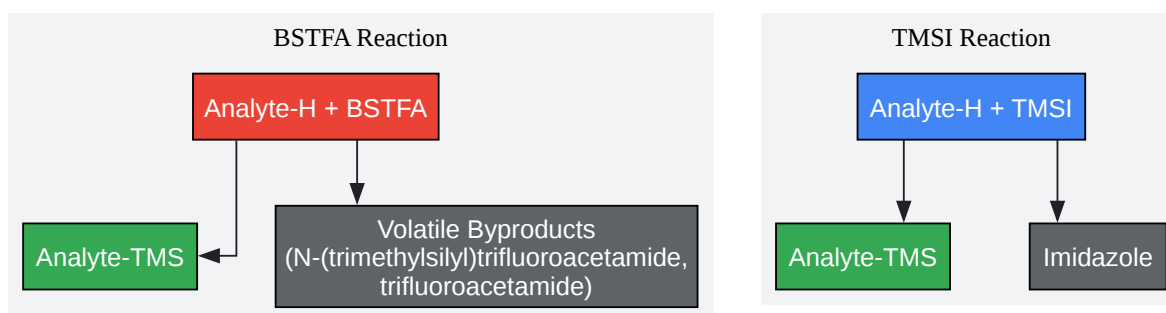 BSTFA Reaction
Analyte-H + BSTFA
Analyte-TMS
Volatile Byproducts
(N-(trimethylsilyl)trifluoroacetamide,
trifluoroacetamide)
TMSI Reaction
Analyte-H + TMSI
Analyte-TMS
Imidazole